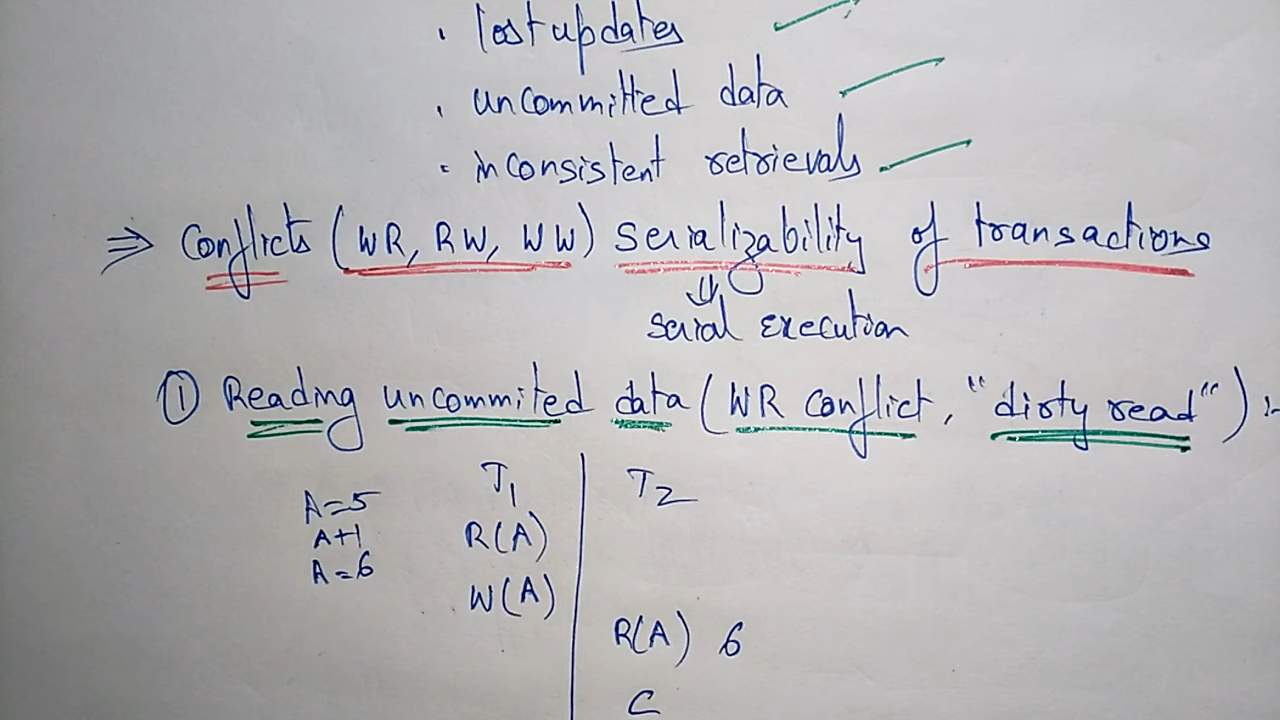 · lost updates
· uncommitted data
· inconsistent retrievals
⇒ Conflicts (WR, RW, WW) Serializability of transactions
⇓
serial execution
① Reading uncommited data (WR Conflict, "dirty read") :-
T1 T2
A=5
A+1 R(A)
A=6
W(A)
R(A) 6
C